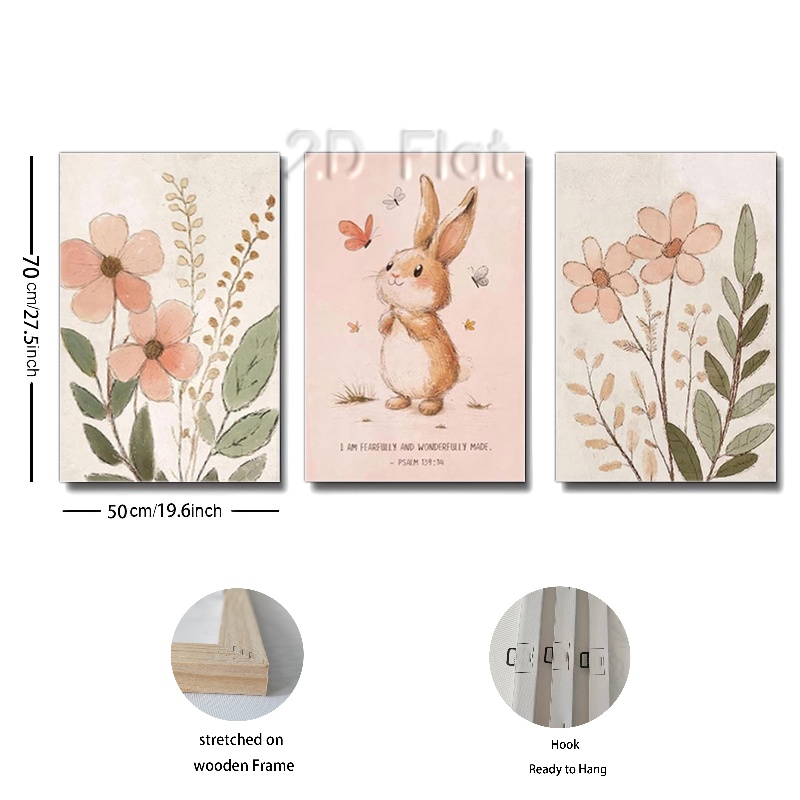 2D Flat
70 cm/27.5inch
I AM FEARFULLY AND WONDERFULLY MADE.
- PSALM 139:14
50cm/19.6inch
stretched on
wooden Frame
Hook
Ready to Hang